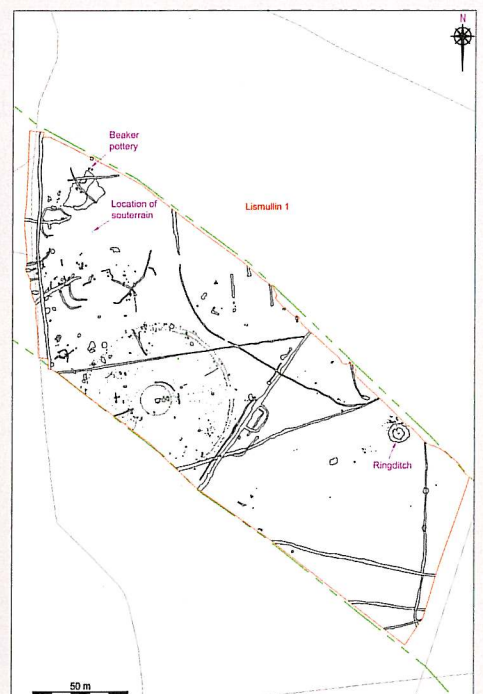 N
Beaker
pottery
Location of
souterrain
Lismullin 1
Ringditch
50 m